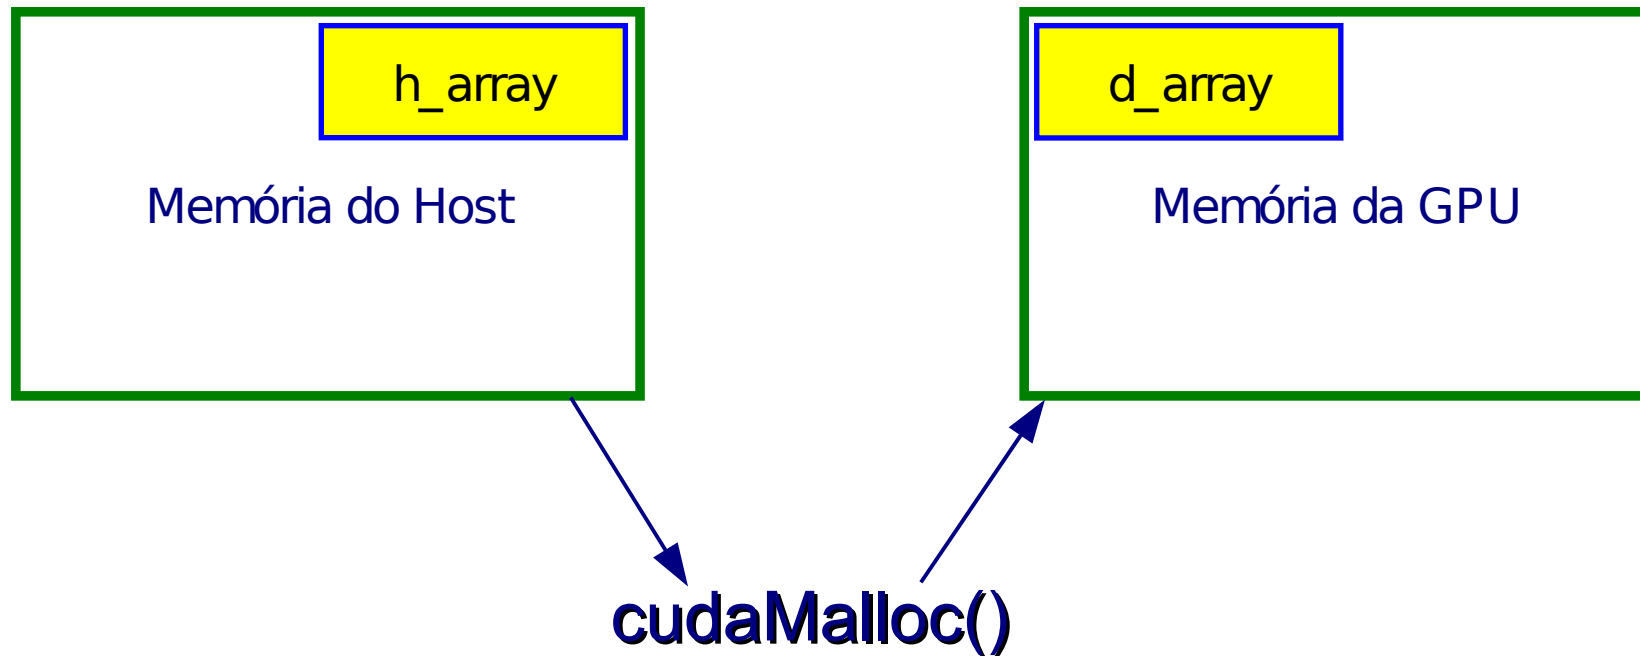 h_array
Memória do Host
d_array
Memória da GPU
cudaMalloc()